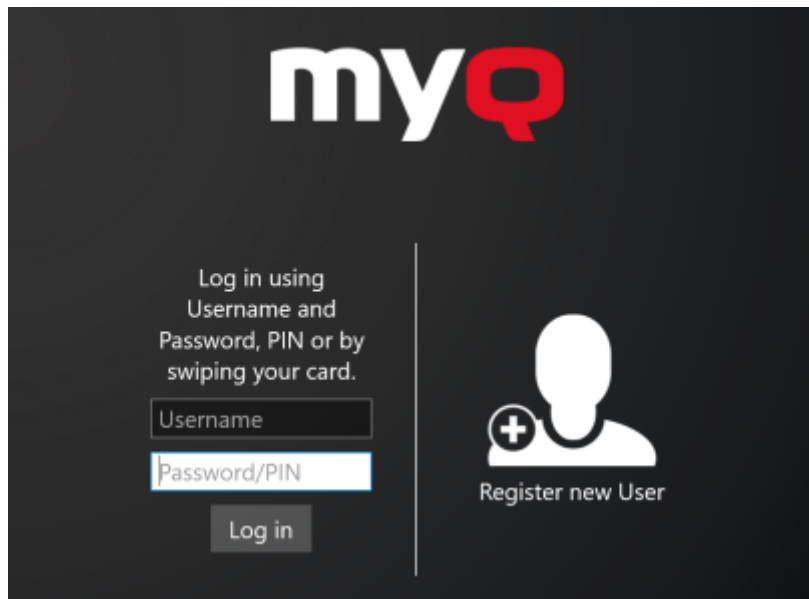 myQ
Log in using
Username and
Password, PIN or by
swiping your card.
Username
Password/PIN
Log in
Register new User